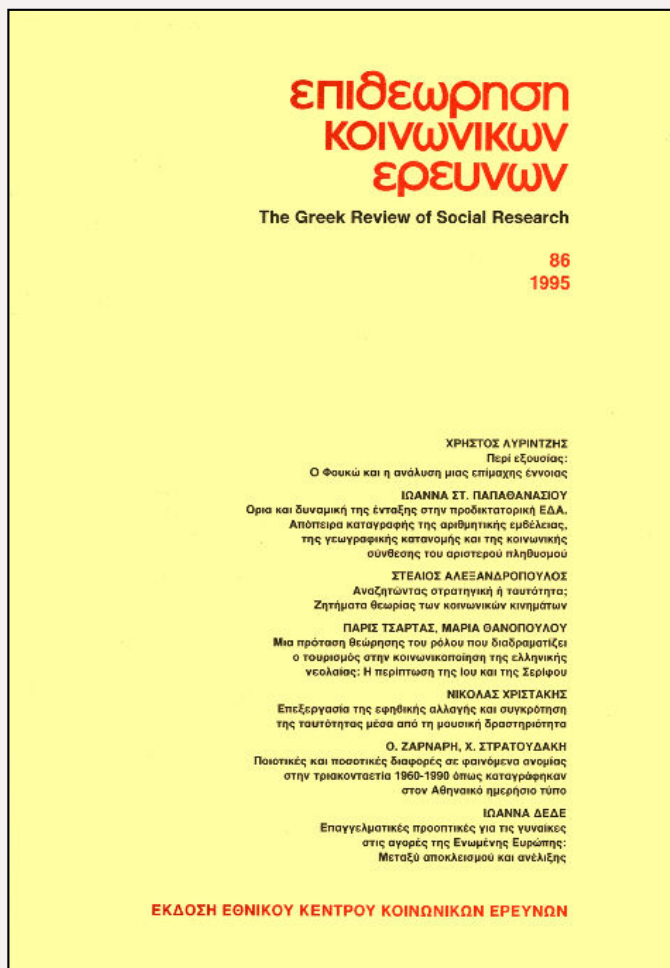 επιθεωρηση
κοινωνικων
ερευνων
The Greek Review of Social Research
86
1995
ΧΡΗΣΤΟΣ ΛΥΡΙΝΤΖΗΣ
Περί εξουσίας:
Ο Φουκώ και η ανάλυση μιας επίμαχης έννοιας
ΙΩΑΝΝΑ ΣΤ. ΠΑΠΑΘΑΝΑΣΙΟΥ
Ορια και δυναμική της ένταξης στην προδικτατορική ΕΔΑ.
Απόπειρα καταγραφής της αριθμητικής εμβέλειας,
της γεωγραφικής κατανομής και της κοινωνικής
σύνθεσης του αριστερού πληθυσμού
ΣΤΕΛΙΟΣ ΑΛΕΞΑΝΔΡΟΠΟΥΛΟΣ
Αναζητώντας στρατηγική ή ταυτότητα;
Ζητήματα θεωρίας των κοινωνικών κινημάτων
ΠΑΡΙΣ ΤΣΑΡΤΑΣ, ΜΑΡΙΑ ΘΑΝΟΠΟΥΛΟΥ
Μια πρόταση θεώρησης του ρόλου που διαδραματίζει
ο τουρισμός στην κοινωνικοποίηση της ελληνικής
νεολαίας: Η περίπτωση της Ιου και της Σερίφου
ΝΙΚΟΛΑΣ ΧΡΙΣΤΑΚΗΣ
Επεξεργασία της εφηβικής αλλαγής και συγκρότηση
της ταυτότητας μέσα από τη μουσική δραστηριότητα
Ο. ΖΑΡΝΑΡΗ, Χ. ΣΤΡΑΤΟΥΔΑΚΗ
Ποιοτικές και ποσοτικές διαφορές σε φαινόμενα ανομίας
στην τριακονταετία 1960-1990 όπως καταγράφηκαν
στον Αθηναϊκό ημερήσιο τύπο
ΙΩΑΝΝΑ ΔΕΔΕ
Επαγγελματικές προοπτικές για τις γυναίκες
στις αγορές της Ενωμένης Ευρώπης:
Μεταξύ αποκλεισμού και ανέλιξης
ΕΚΔΟΣΗ ΕΘΝΙΚΟΥ ΚΕΝΤΡΟΥ ΚΟΙΝΩΝΙΚΩΝ ΕΡΕΥΝΩΝ